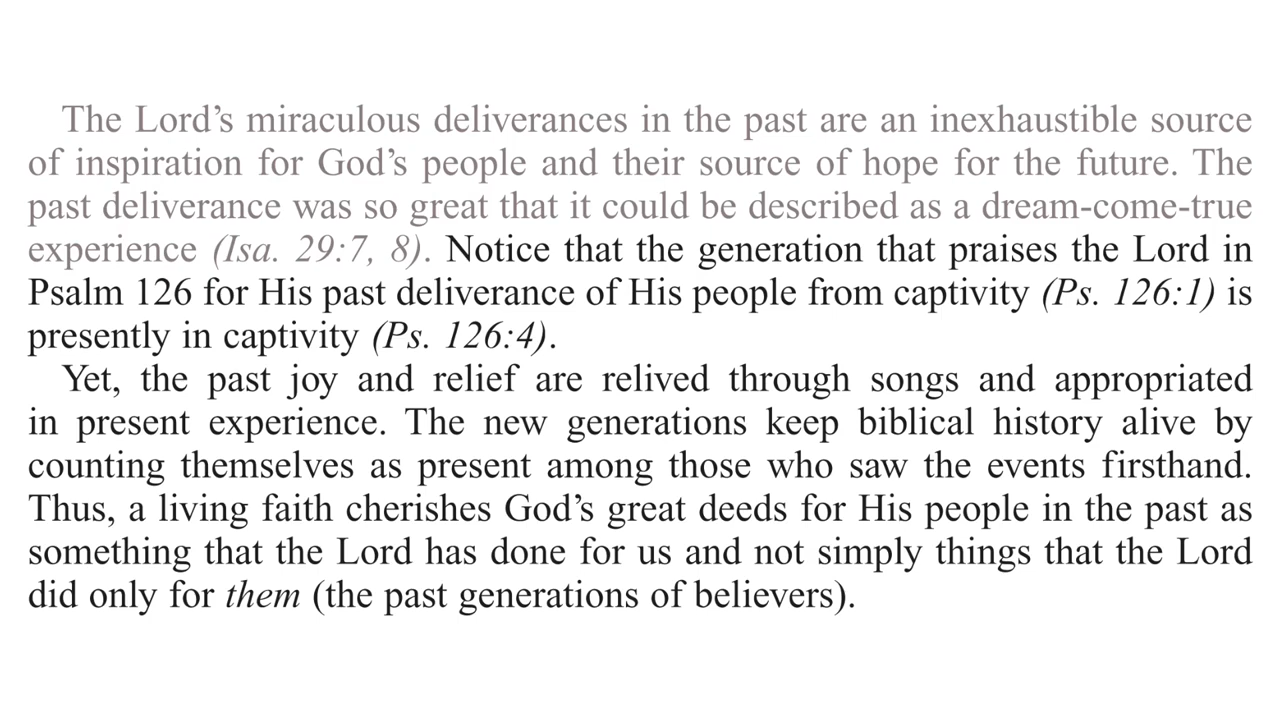 The Lord’s miraculous deliverances in the past are an inexhaustible source
of inspiration for God’s people and their source of hope for the future. The
past deliverance was so great that it could be described as a dream-come-true
experience (Isa. 29:7, 8). Notice that the generation that praises the Lord in
Psalm 126 for His past deliverance of His people from captivity (Ps. 126:1) is
presently in captivity (Ps. 126:4).
Yet, the past joy and relief are relived through songs and appropriated
in present experience. The new generations keep biblical history alive by
counting themselves as present among those who saw the events firsthand.
Thus, a living faith cherishes God’s great deeds for His people in the past as
something that the Lord has done for us and not simply things that the Lord
did only for them (the past generations of believers).